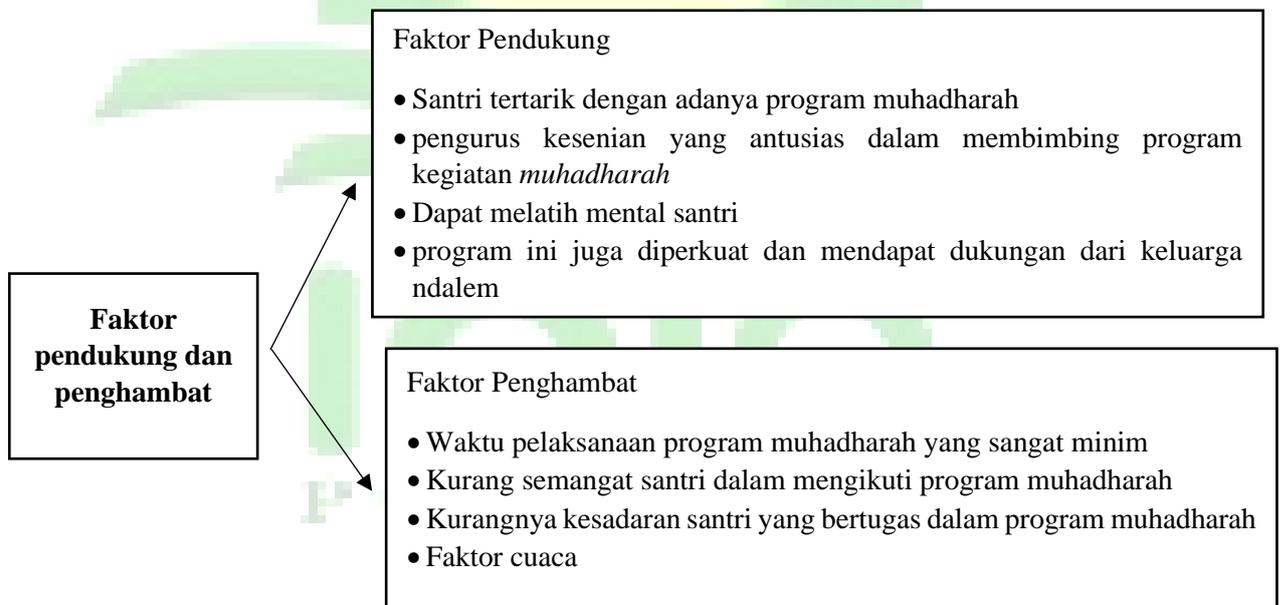 Faktor Pendukung
• Santri tertarik dengan adanya program muhadharah
• pengurus kesenian yang antusias dalam membimbing program
kegiatan muhadharah
• Dapat melatih mental santri
• program ini juga diperkuat dan mendapat dukungan dari keluarga
ndalem
Faktor
pendukung dan
penghambat
Faktor Penghambat
• Waktu pelaksanaan program muhadharah yang sangat minim
• Kurang semangat santri dalam mengikuti program muhadharah
• Kurangnya kesadaran santri yang bertugas dalam program muhadharah
• Faktor cuaca